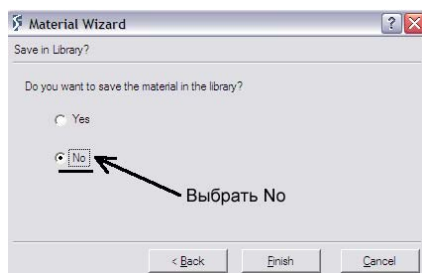 Material Wizard
Save in Library?
Do you want to save the material in the library?
Yes
No
Выбрать No
< Back
Finish
Cancel